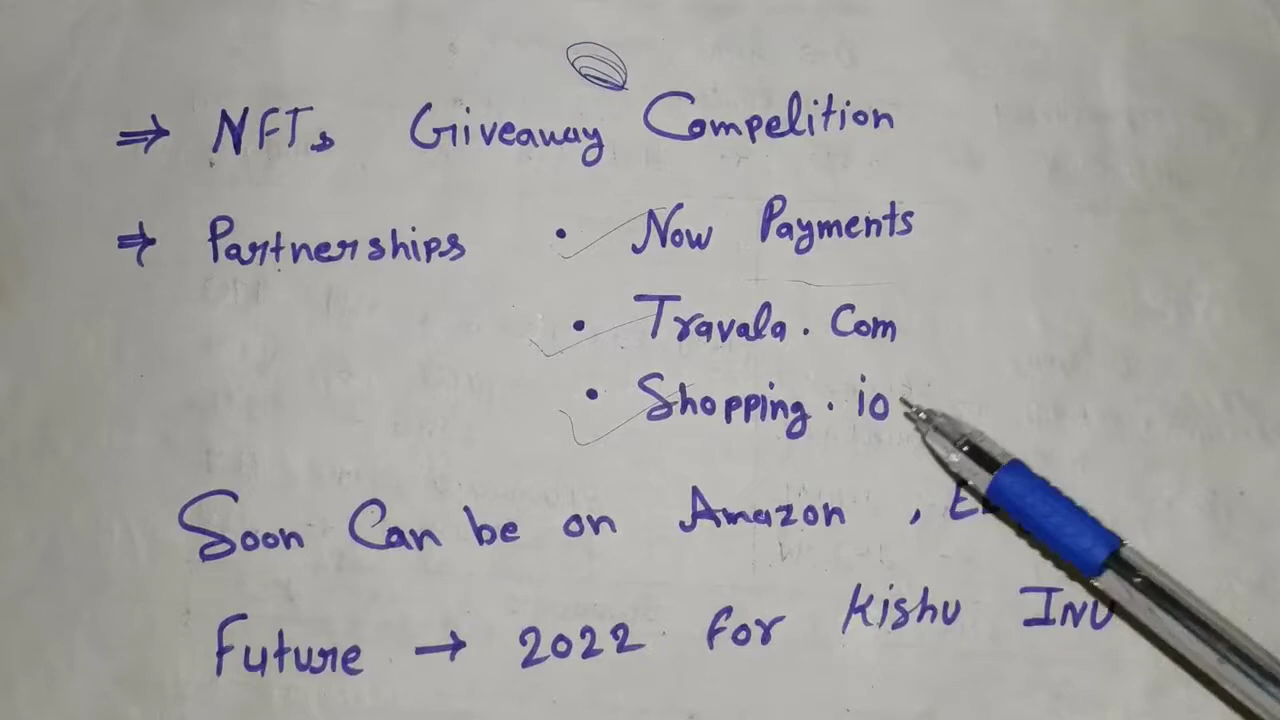 ⇒ NFTs Giveaway Compelition
⇒ Partnerships • Now Payments
• Travala.Com
• Shopping.io
Soon Can be on Amazon,
Future → 2022 for Kishu INU